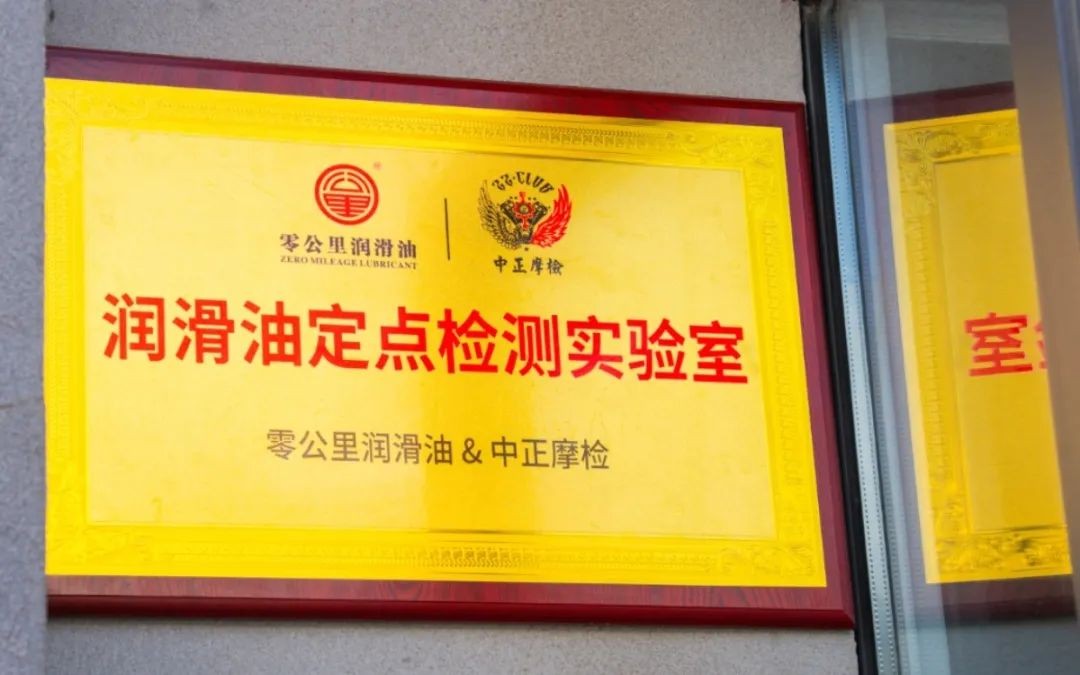 零公里润滑油
ZERO MILEAGE LUBRICANT
ZZ·CLUB
中正摩檢
润滑油定点检测实验室
零公里润滑油 & 中正摩检
室